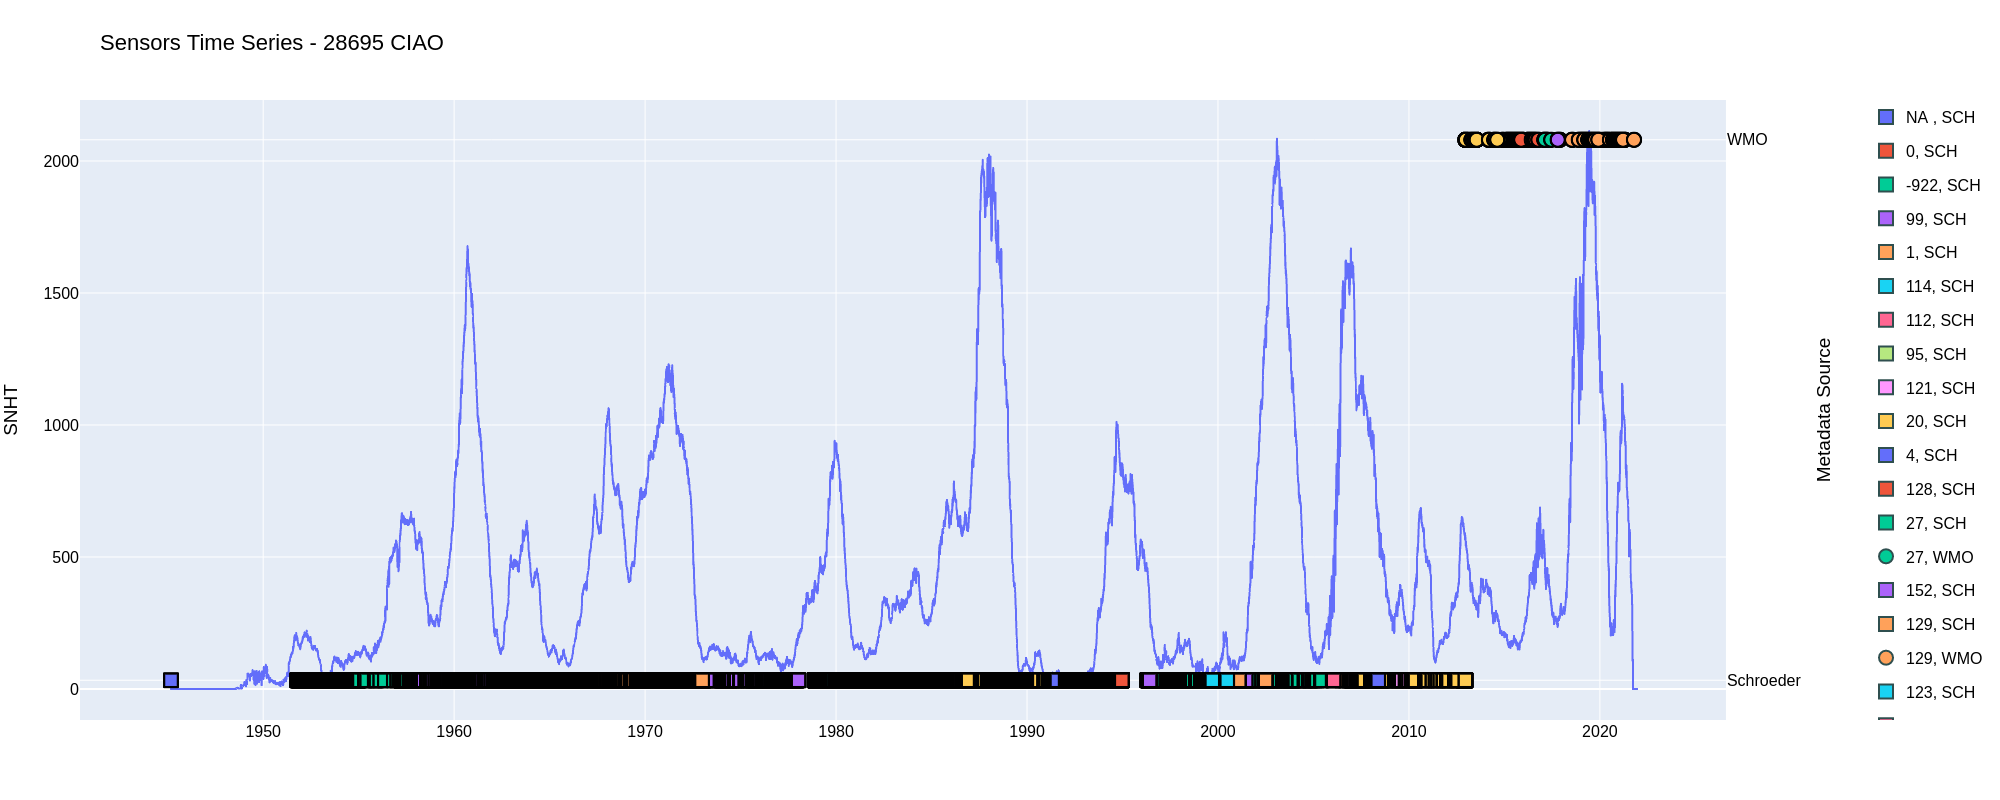 Sensors Time Series - 28695 CIAO
SNHT
2000
1500
1000
500
0
1950
1960
1970
1980
1990
2000
2010
2020
WMO
Schroeder
Metadata Source
NA , SCH
0, SCH
-922, SCH
99, SCH
1, SCH
114, SCH
112, SCH
95, SCH
121, SCH
20, SCH
4, SCH
128, SCH
27, SCH
27, WMO
152, SCH
129, SCH
129, WMO
123, SCH